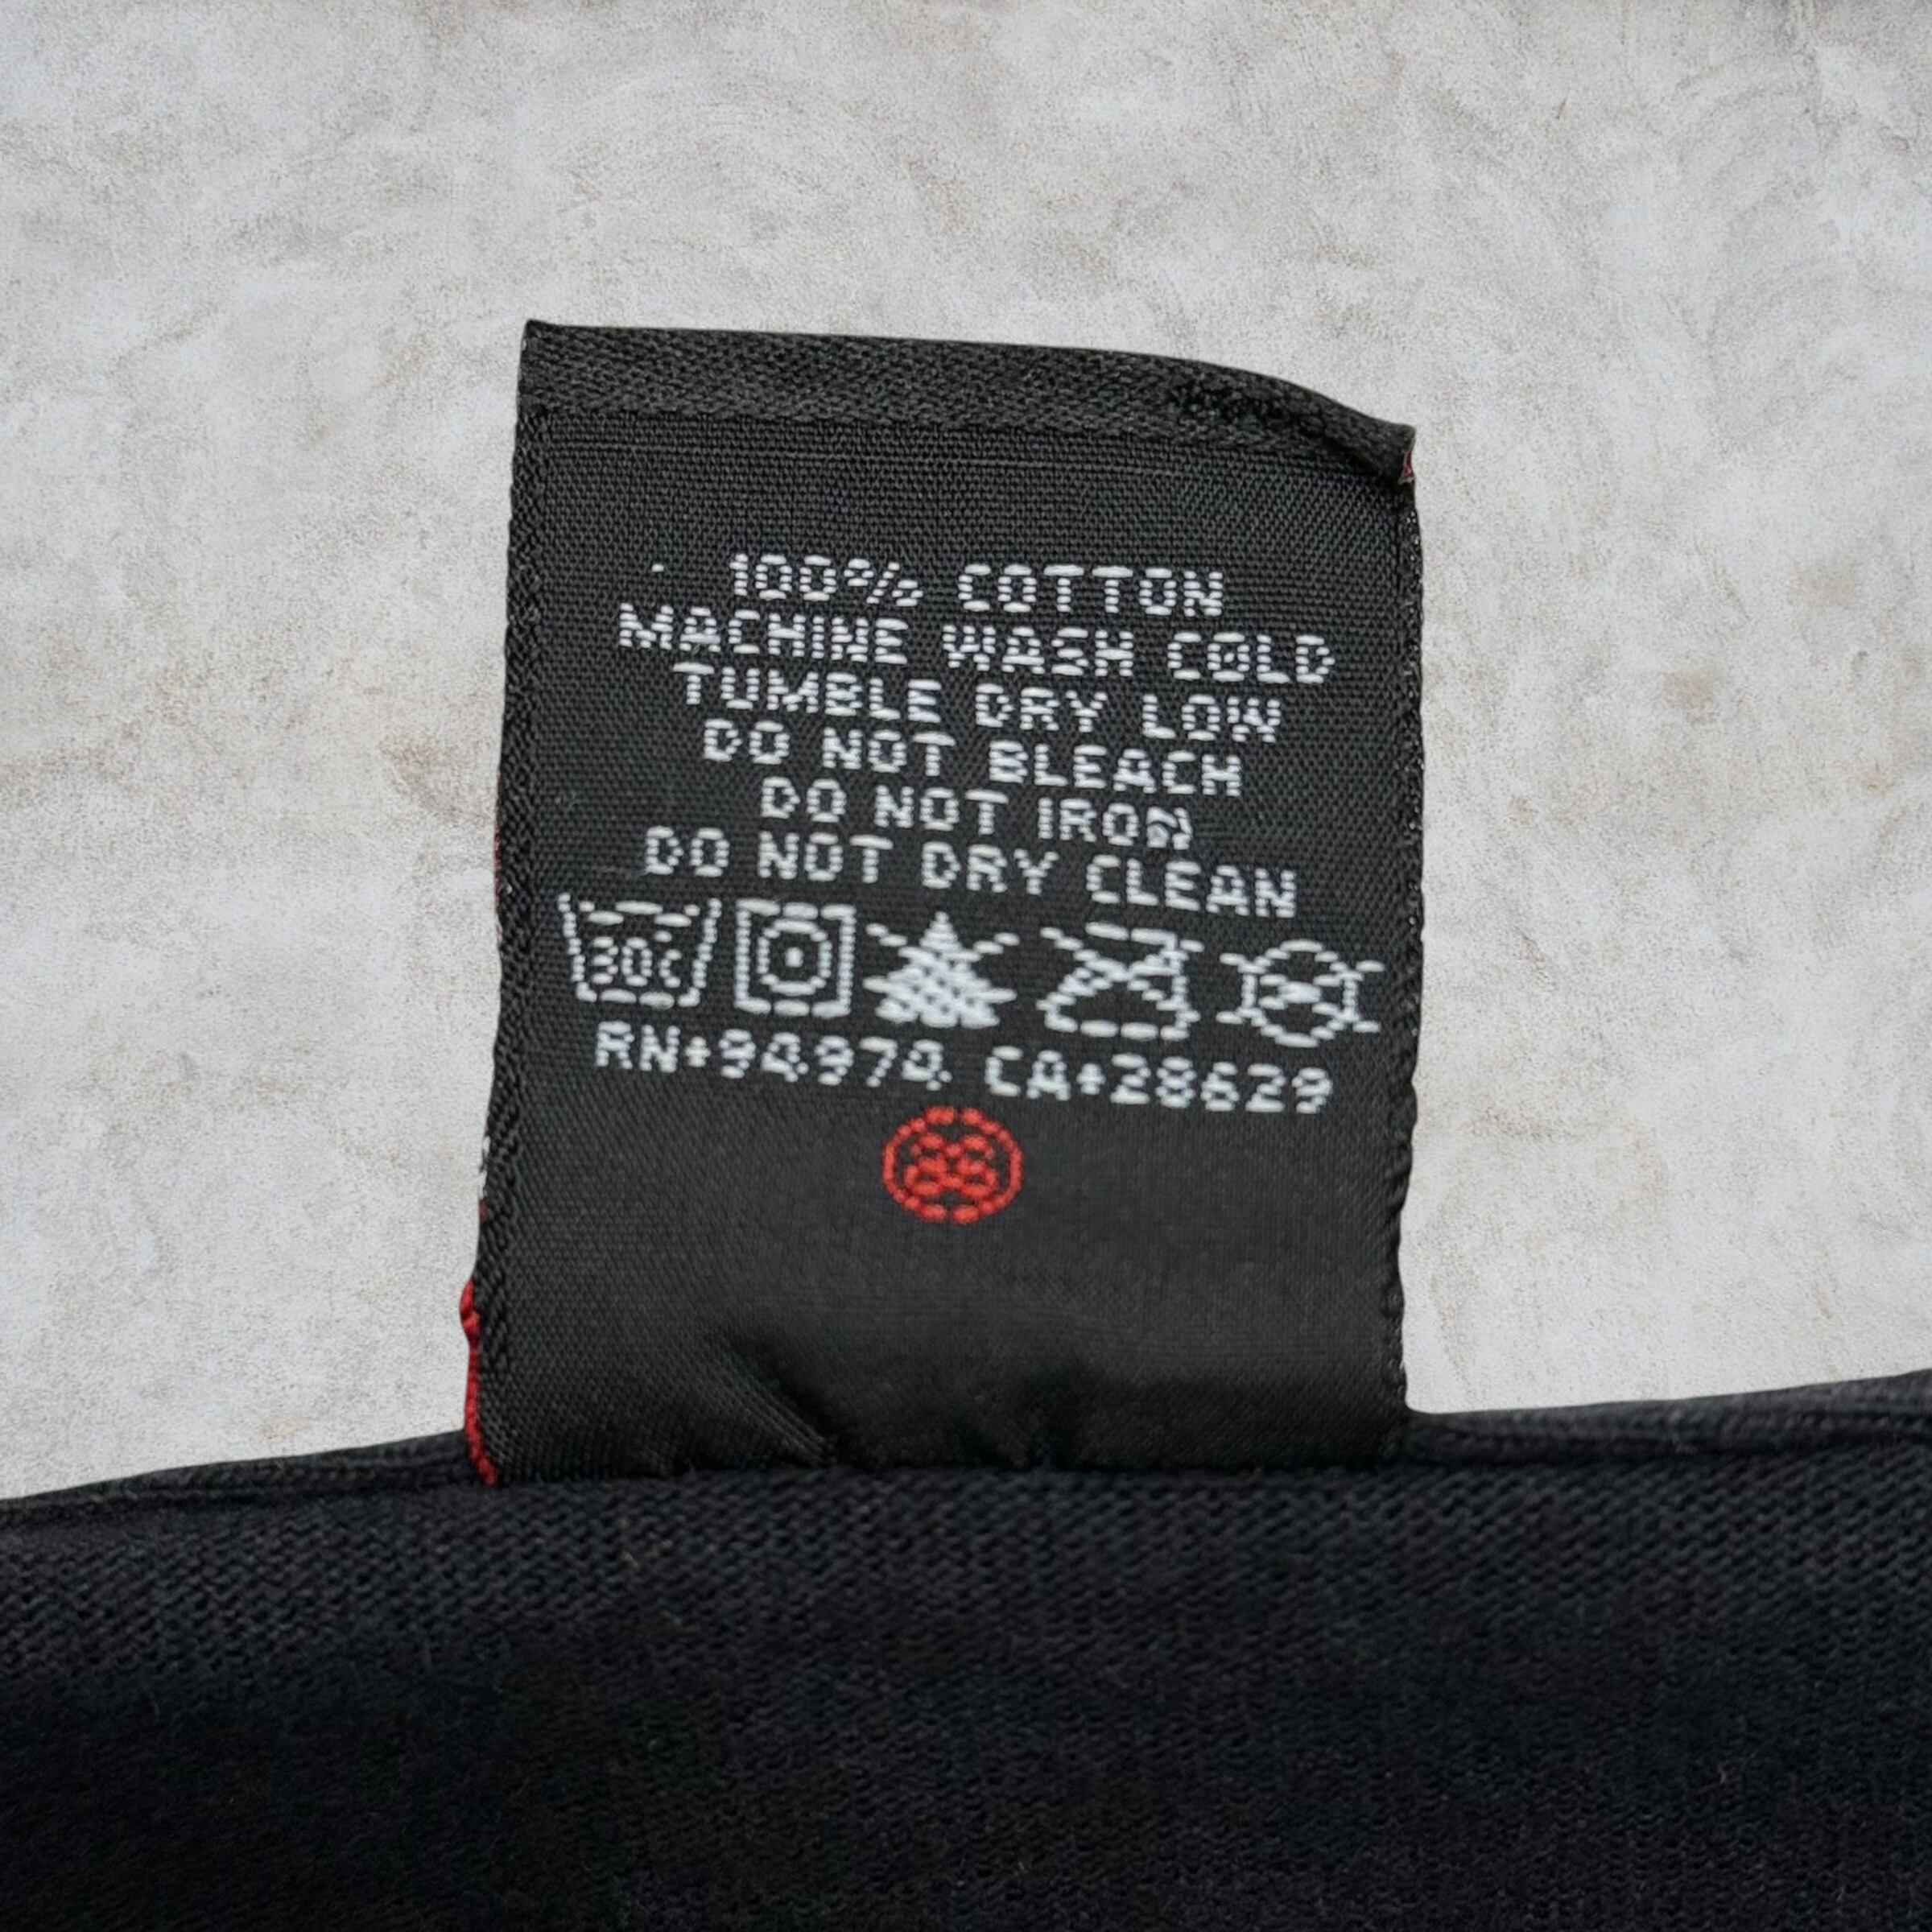 100% COTTON
MACHINE WASH COLD
TUMBLE DRY LOW
DO NOT BLEACH
DO NOT IRON
DO NOT DRY CLEAN
30C
RN•94974 CA•28629